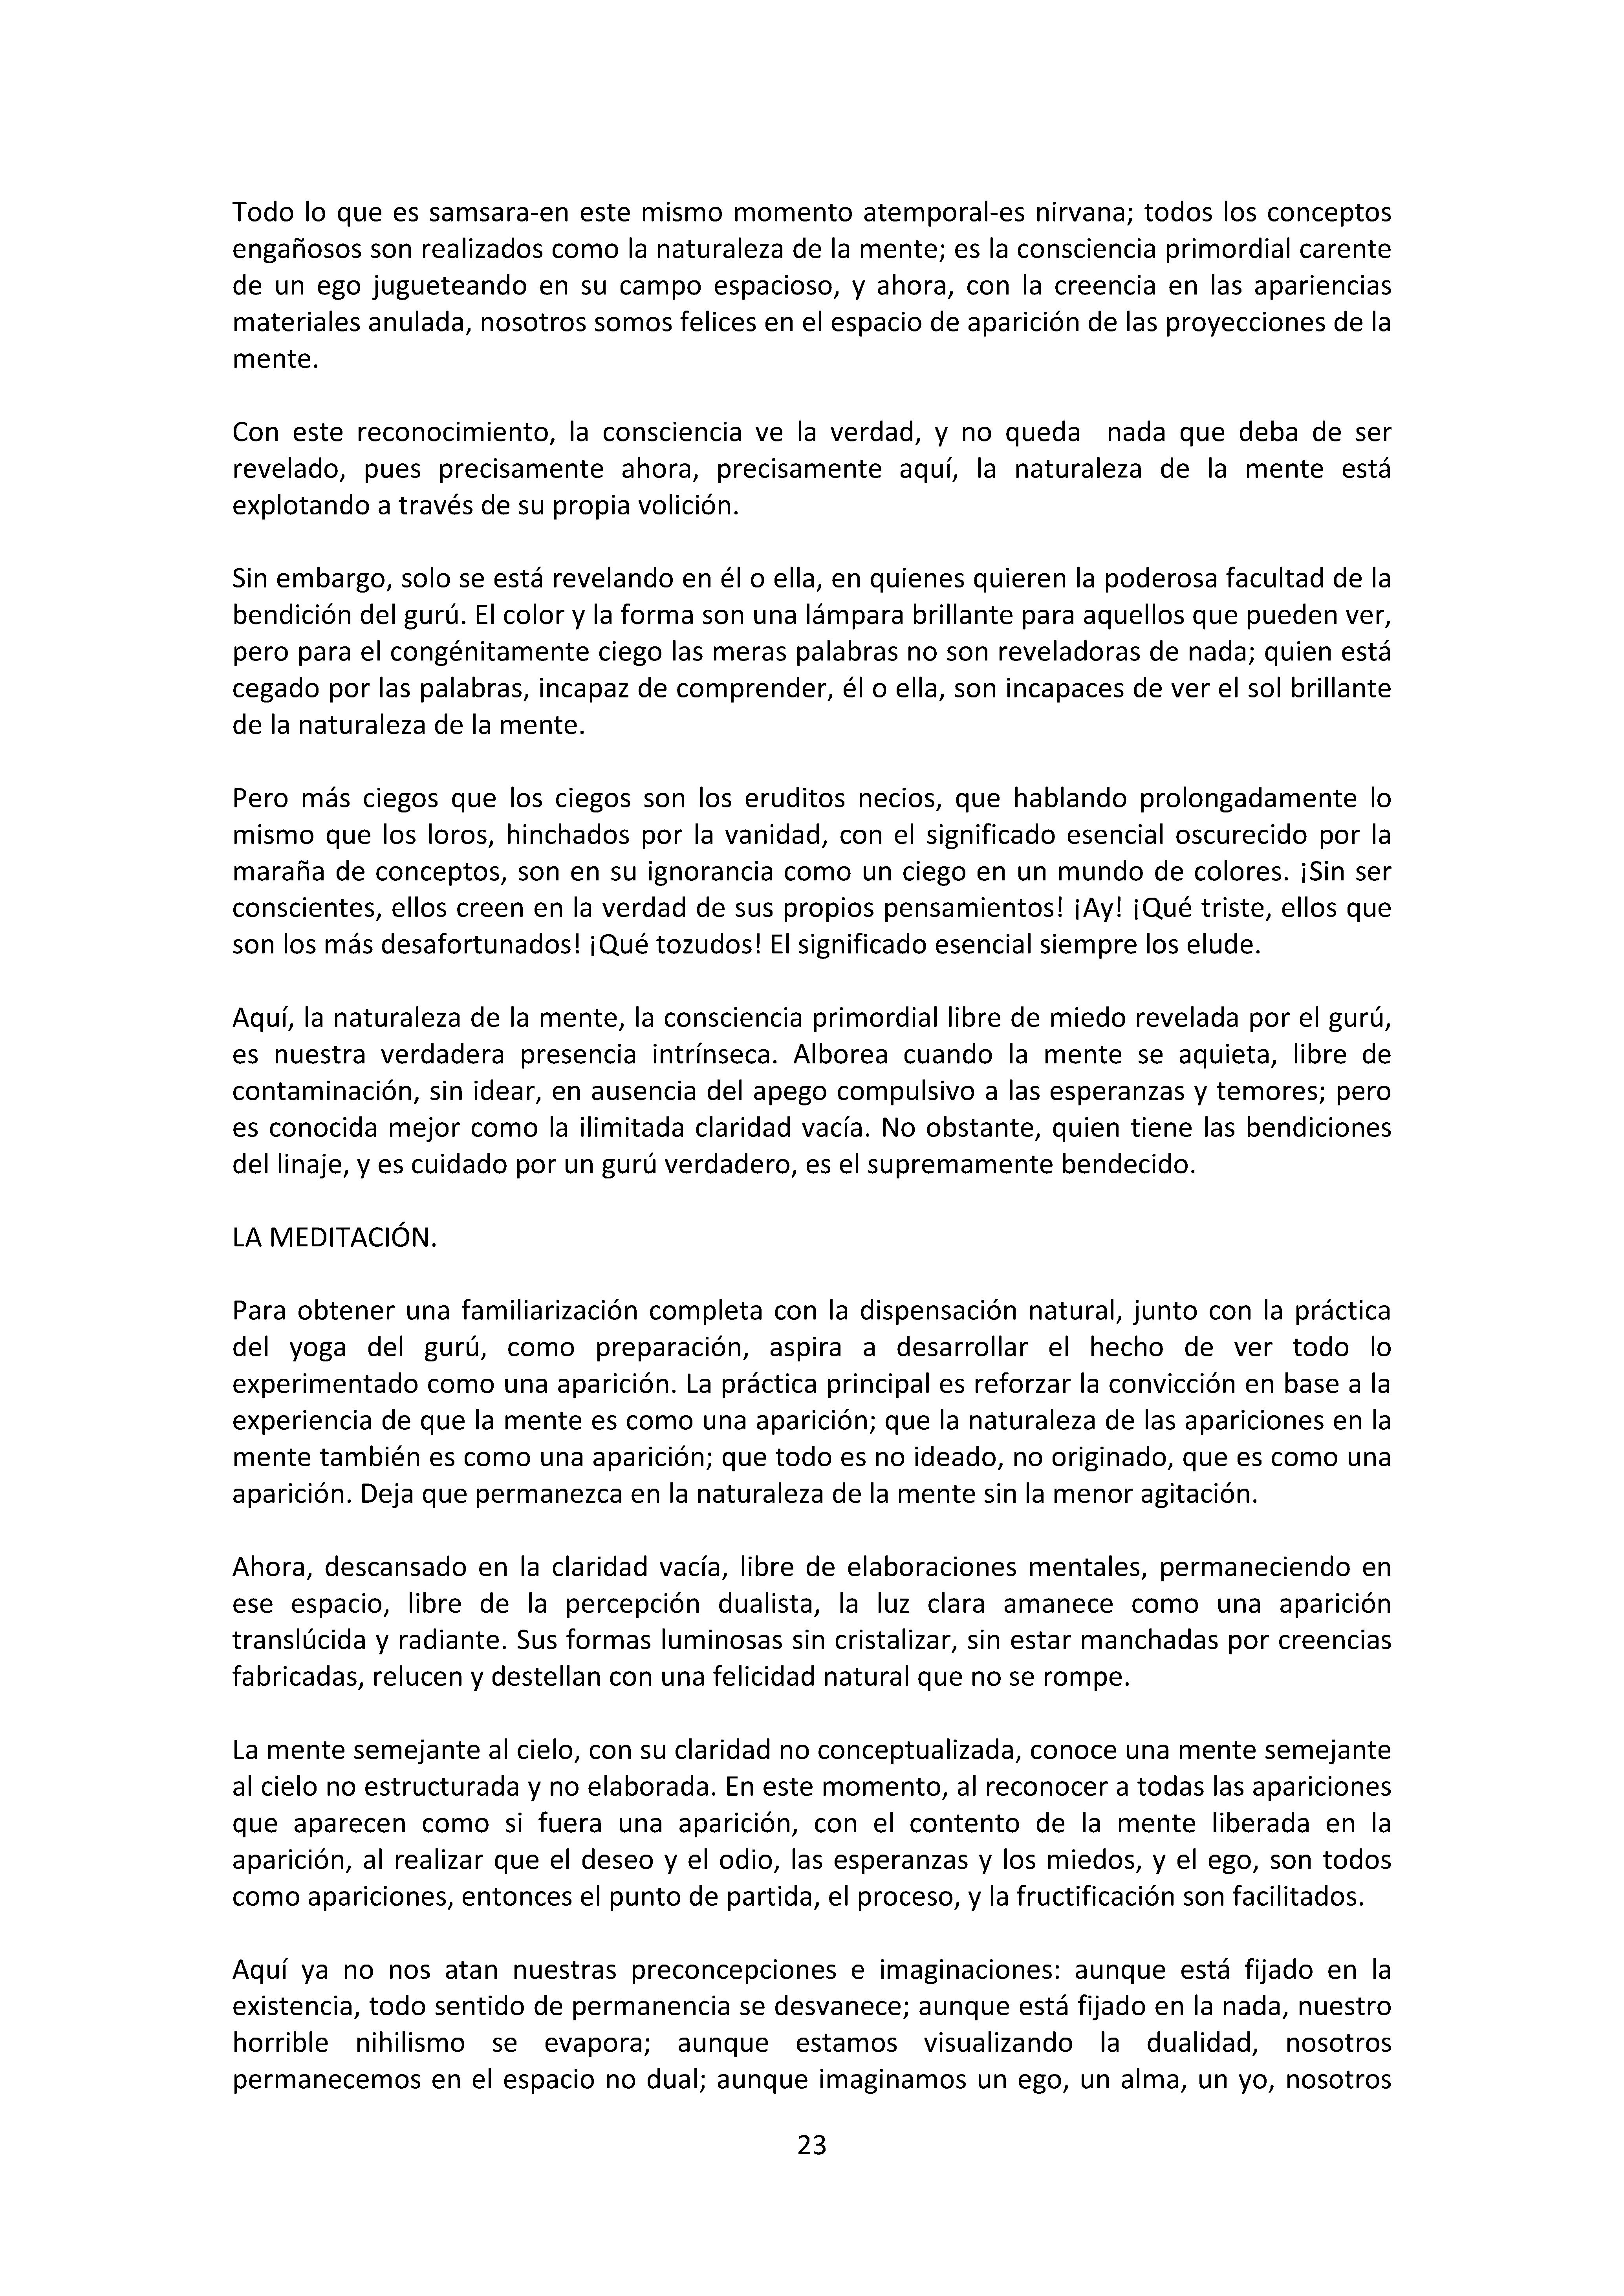 Todo lo que es samsara-en este mismo momento atemporal-es nirvana; todos los conceptos
engañosos son realizados como la naturaleza de la mente; es la consciencia primordial carente
de un ego jugueteando en su campo espacioso, y ahora, con la creencia en las apariencias
materiales anulada, nosotros somos felices en el espacio de aparición de las proyecciones de la
mente.
Con este reconocimiento, la consciencia ve la verdad, y no queda nada que deba de ser
revelado, pues precisamente ahora, precisamente aquí, la naturaleza de la mente está
explotando a través de su propia volición.
Sin embargo, solo se está revelando en él o ella, en quienes quieren la poderosa facultad de la
bendición del gurú. El color y la forma son una lámpara brillante para aquellos que pueden ver,
pero para el congénitamente ciego las meras palabras no son reveladoras de nada; quien está
cegado por las palabras, incapaz de comprender, él o ella, son incapaces de ver el sol brillante
de la naturaleza de la mente.
Pero más ciegos que los ciegos son los eruditos necios, que hablando prolongadamente lo
mismo que los loros, hinchados por la vanidad, con el significado esencial oscurecido por la
maraña de conceptos, son en su ignorancia como un ciego en un mundo de colores. ¡Sin ser
conscientes, ellos creen en la verdad de sus propios pensamientos! ¡Ay! ¡Qué triste, ellos que
son los más desafortunados! ¡Qué tozudos! El significado esencial siempre los elude.
Aquí, la naturaleza de la mente, la consciencia primordial libre de miedo revelada por el gurú,
es nuestra verdadera presencia intrínseca. Alborea cuando la mente se aquieta, libre de
contaminación, sin idear, en ausencia del apego compulsivo a las esperanzas y temores; pero
es conocida mejor como la ilimitada claridad vacía. No obstante, quien tiene las bendiciones
del linaje, y es cuidado por un gurú verdadero, es el supremamente bendecido.
LA MEDITACIÓN.
Para obtener una familiarización completa con la dispensación natural, junto con la práctica
del yoga del gurú, como preparación, aspira a desarrollar el hecho de ver todo lo
experimentado como una aparición. La práctica principal es reforzar la convicción en base a la
experiencia de que la mente es como una aparición; que la naturaleza de las apariciones en la
mente también es como una aparición; que todo es no ideado, no originado, que es como una
aparición. Deja que permanezca en la naturaleza de la mente sin la menor agitación.
Ahora, descansado en la claridad vacía, libre de elaboraciones mentales, permaneciendo en
ese espacio, libre de la percepción dualista, la luz clara amanece como una aparición
translúcida y radiante. Sus formas luminosas sin cristalizar, sin estar manchadas por creencias
fabricadas, relucen y destellan con una felicidad natural que no se rompe.
La mente semejante al cielo, con su claridad no conceptualizada, conoce una mente semejante
al cielo no estructurada y no elaborada. En este momento, al reconocer a todas las apariciones
que aparecen como si fuera una aparición, con el contento de la mente liberada en la
aparición, al realizar que el deseo y el odio, las esperanzas y los miedos, y el ego, son todos
como apariciones, entonces el punto de partida, el proceso, y la fructificación son facilitados.
Aquí ya no nos atan nuestras preconcepciones e imaginaciones: aunque está fijado en la
existencia, todo sentido de permanencia se desvanece; aunque está fijado en la nada, nuestro
horrible nihilismo se evapora; aunque estamos visualizando la dualidad, nosotros
permanecemos en el espacio no dual; aunque imaginamos un ego, un alma, un yo, nosotros
23